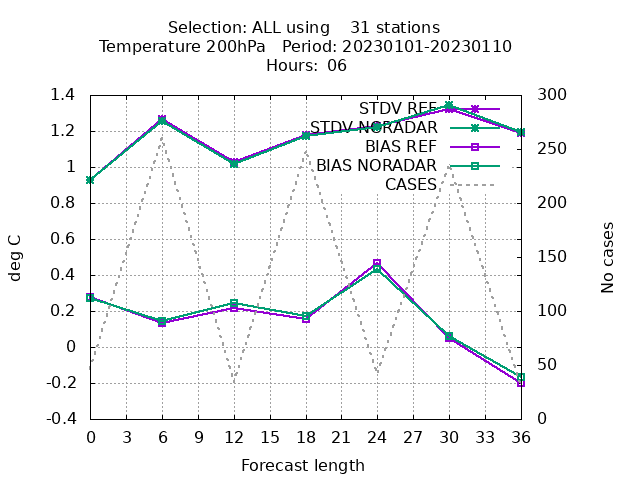 Selection: ALL using    31 stations
Temperature 200hPa   Period: 20230101-20230110
Hours:  06
STDV REF
STDV NORADAR
BIAS REF
BIAS NORADAR
CASES
1.4
1.2
1
0.8
0.6
0.4
0.2
0
-0.2
-0.4
deg C
300
250
200
150
100
50
0
No cases
0 3 6 9 12 15 18 21 24 27 30 33 36
Forecast length